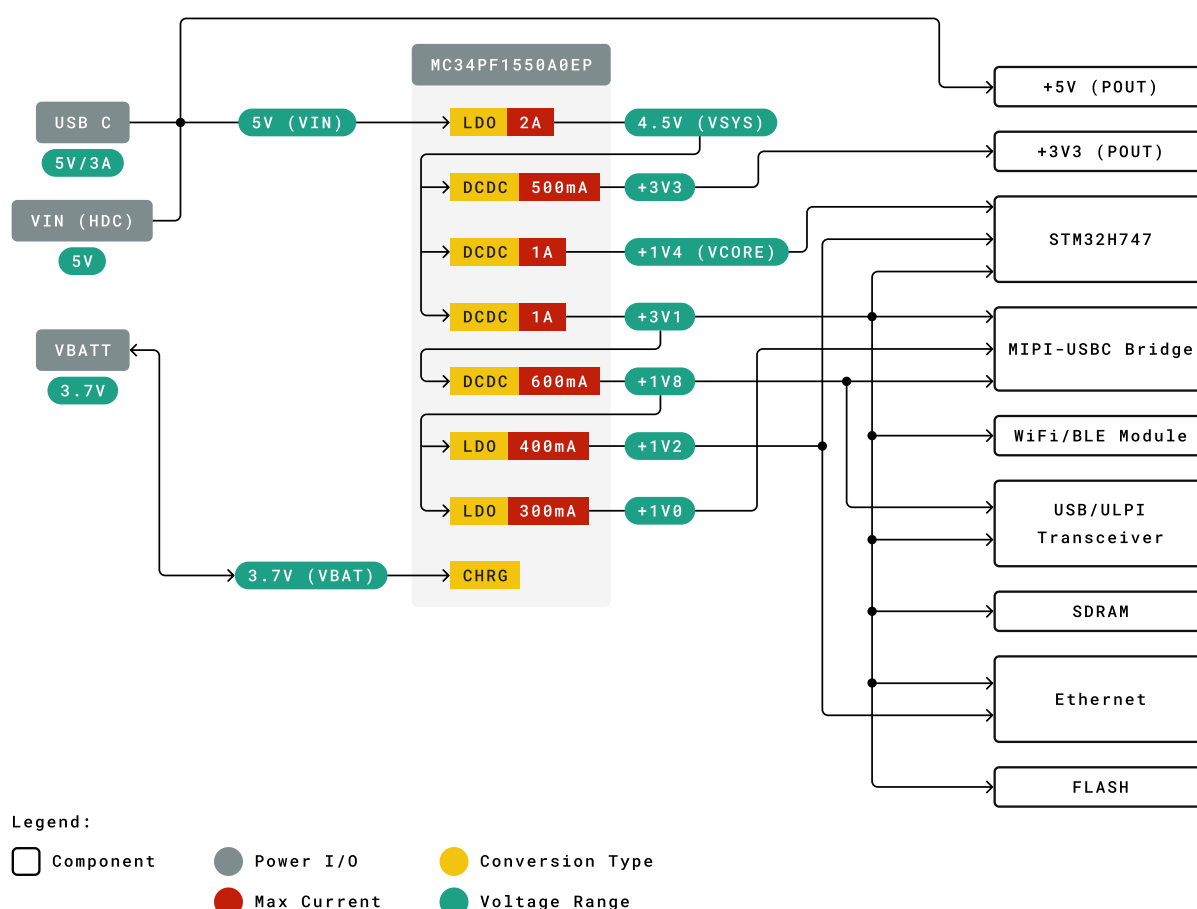 MC34PF1550A0EP
USB C
5V/3A
VIN (HDC)
5V
VBATT
3.7V
5V (VIN)
LDO 2A
4.5V (VSYS)
DCDC 500mA
+3V3
DCDC 1A
+1V4 (VCORE)
DCDC 1A
+3V1
DCDC 600mA
+1V8
LDO 400mA
+1V2
LDO 300mA
+1V0
3.7V (VBAT)
CHRG
+5V (POUT)
+3V3 (POUT)
STM32H747
MIPI-USBC Bridge
WiFi/BLE Module
USB/ULPI
Transceiver
SDRAM
Ethernet
FLASH
Legend:
Component
Power I/O
Conversion Type
Max Current
Voltage Range